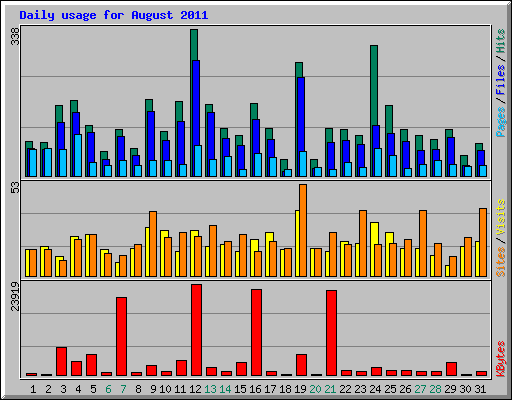 Daily usage for August 2011
338
Pages / Files / Hits
53
Sites / Visits
23919
KBytes
1 2 3 4 5 6 7 8 9 10 11 12 13 14 15 16 17 18 19 20 21 22 23 24 25 26 27 28 29 30 31